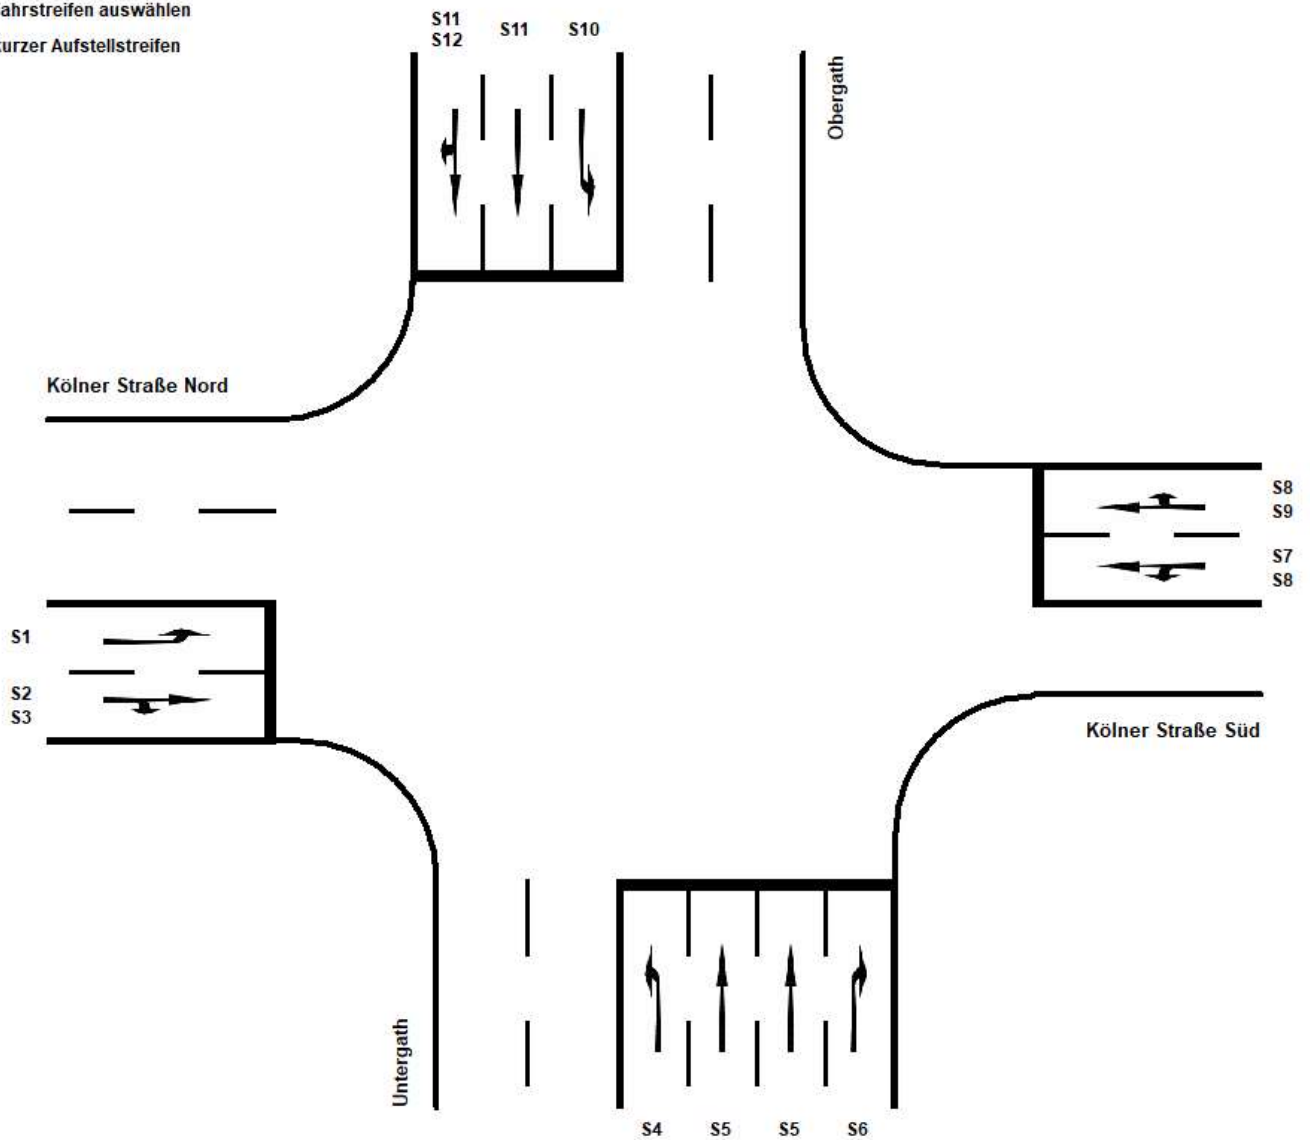 ahrstreifen auswählen
urzer Aufstellstreifen
S11
S12
S11
S10
Obergath
Kölner Straße Nord
S8
S9
S7
S8
S1
S2
S3
Kölner Straße Süd
Untergath
S4
S5
S5
S6